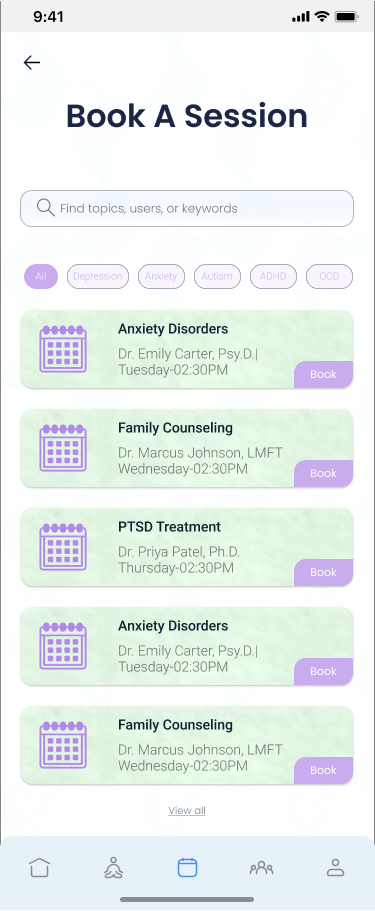 9:41
Book A Session
Find topics, users, or keywords
All Depression Anxiety Autism ADHD OCD
Anxiety Disorders
Dr. Emily Carter, Psy.D.|
Tuesday-02:30PM
Book
Family Counseling
Dr. Marcus Johnson, LMFT
Wednesday-02:30PM
Book
PTSD Treatment
Dr. Priya Patel, Ph.D.
Thursday-02:30PM
Book
Anxiety Disorders
Dr. Emily Carter, Psy.D.|
Tuesday-02:30PM
Book
Family Counseling
Dr. Marcus Johnson, LMFT
Wednesday-02:30PM
Book
View all